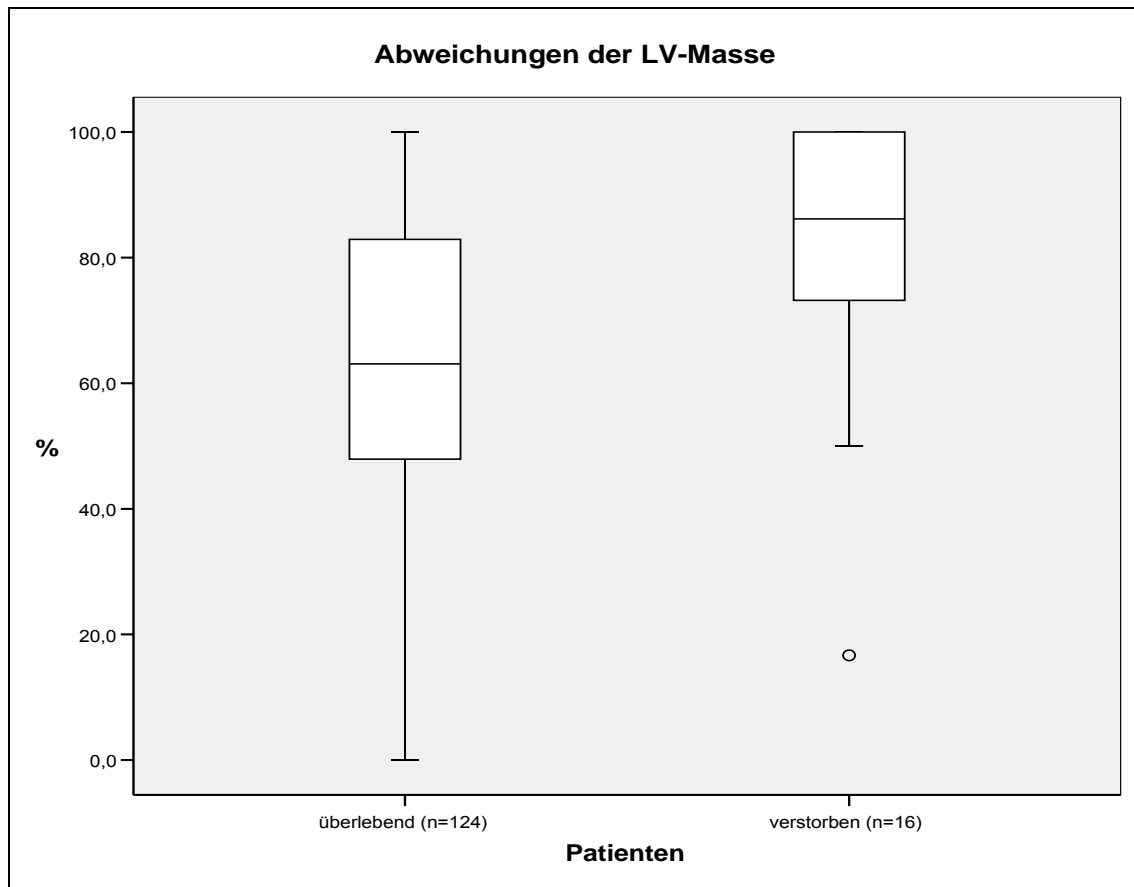 Abweichungen der LV-Masse
100,0
80,0
60,0
%
40,0
20,0
0,0
überlebend (n=124)
verstorben (n=16)
Patienten